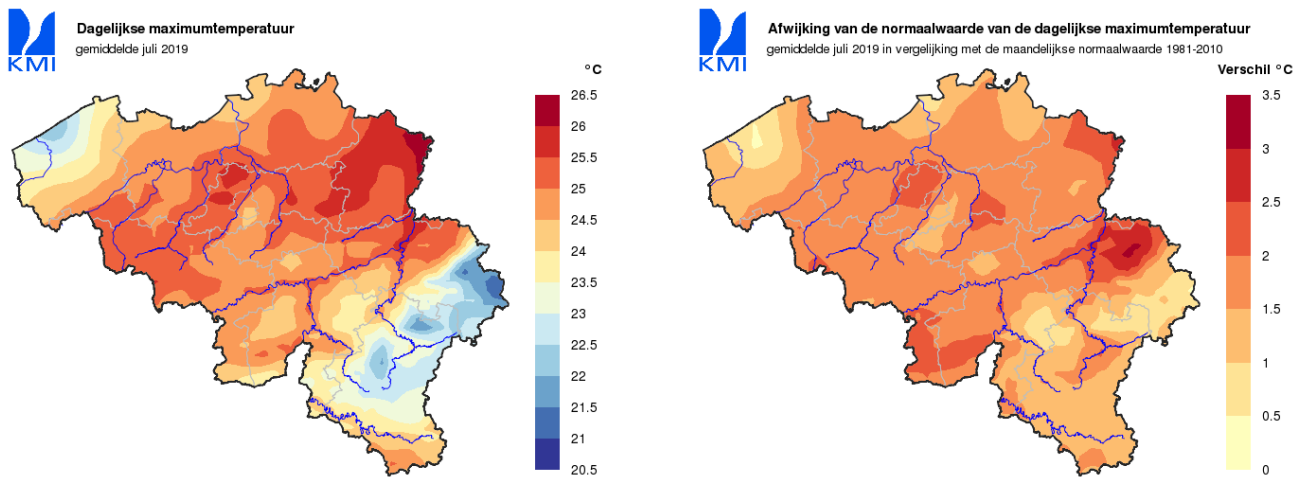 KMI
Dagelijkse maximumtemperatuur
gemiddelde juli 2019
°C
26.5
26
25.5
25
24.5
24
23.5
23
22.5
22
21.5
21
20.5
KMI
Afwijking van de normaalwaarde van de dagelijkse maximumtemperatuur
gemiddelde juli 2019 in vergelijking met de maandelijkse normaalwaarde 1981-2010
Verschil °C
3.5
3
2.5
2
1.5
1
0.5
0